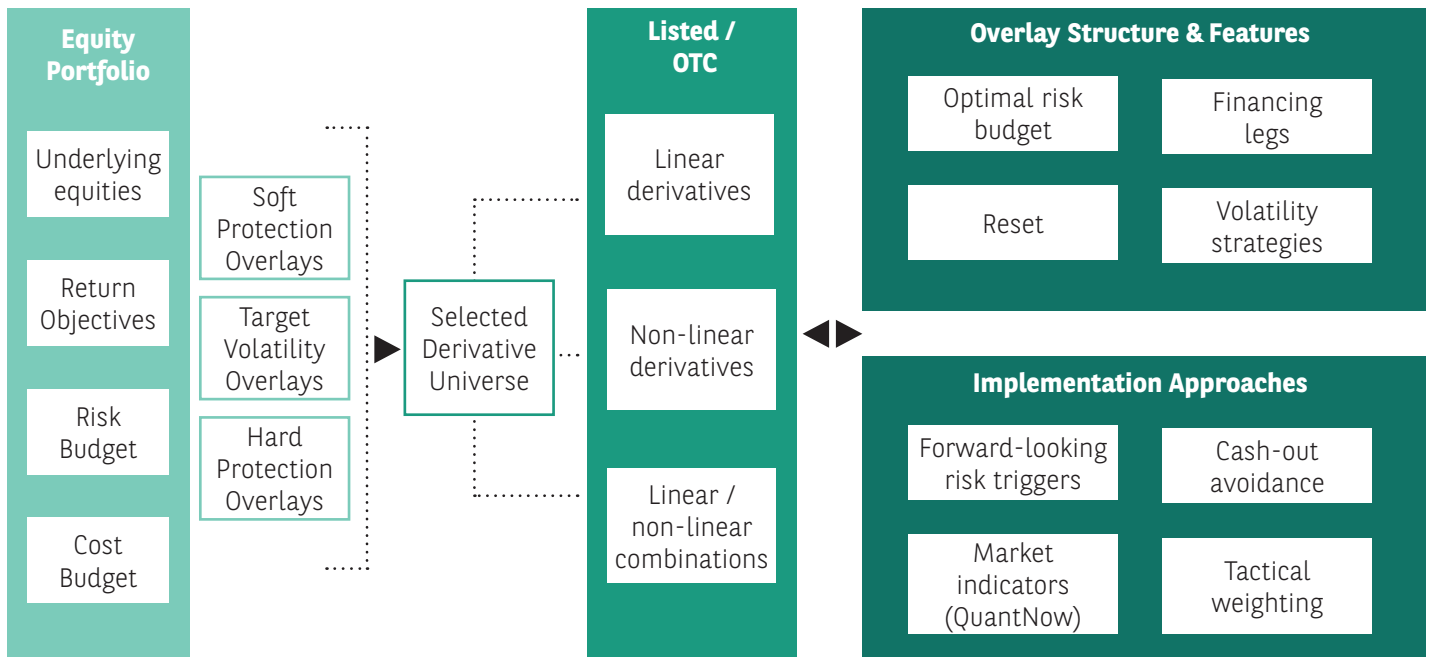 Equity
Portfolio
Underlying
equities
Return
Objectives
Risk
Budget
Cost
Budget
Soft
Protection
Overlays
Target
Volatility
Overlays
Hard
Protection
Overlays
Selected
Derivative
Universe
Listed /
OTC
Linear
derivatives
Non-linear
derivatives
Linear /
non-linear
combinations
Overlay Structure & Features
Optimal risk
budget
Financing
legs
Reset
Volatility
strategies
Implementation Approaches
Forward-looking
risk triggers
Cash-out
avoidance
Market
indicators
(QuantNow)
Tactical
weighting